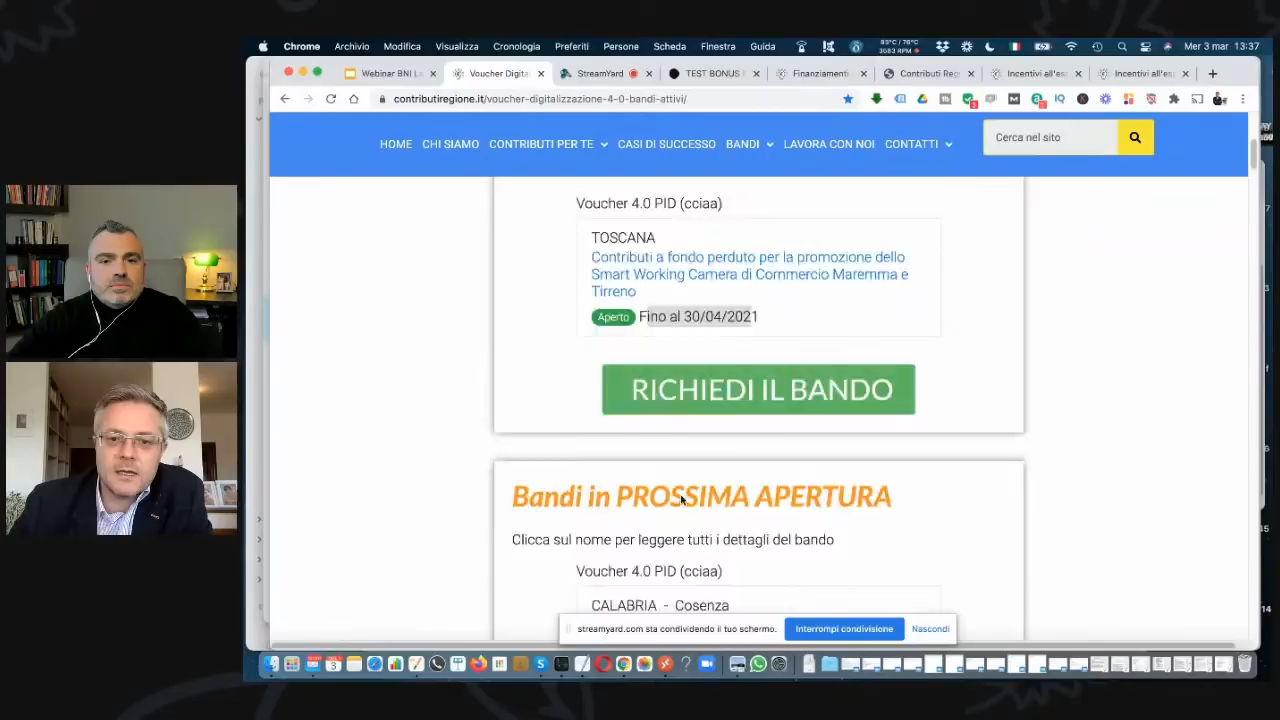 Chrome Archivio Modifica Visualizza Cronologia Preferiti Persone Scheda Finestra Guida
83°C / 76°C
3683 RPM
Mer 3 mar 13:37
Webinar BNI La
Voucher Digita
StreamYard
TEST BONUS
Finanziamenti
Contributi Reg
Incentivi all'es
Incentivi all'es
contributiregione.it/voucher-digitalizzazione-4-0-bandi-attivi/
HOME CHI SIAMO CONTRIBUTI PER TE CASI DI SUCCESSO BANDI LAVORA CON NOI CONTATTI
Cerca nel sito
Voucher 4.0 PID (cciaa)
TOSCANA
Contributi a fondo perduto per la promozione dello
Smart Working Camera di Commercio Maremma e
Tirreno
Aperto Fino al 30/04/2021
RICHIEDI IL BANDO
Bandi in PROSSIMA APERTURA
Clicca sul nome per leggere tutti i dettagli del bando
Voucher 4.0 PID (cciaa)
CALABRIA - Cosenza
streamyard.com sta condividendo il tuo schermo.
Interrompi condivisione
Nascondi